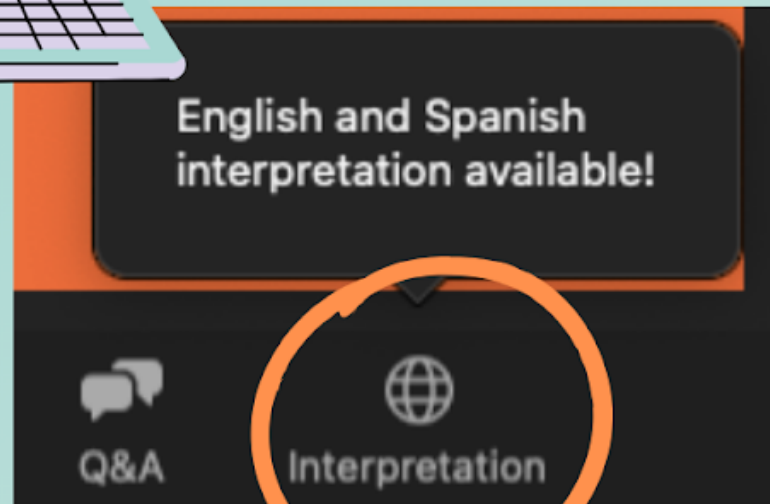 English and Spanish
interpretation available!
Q&A
Interpretation